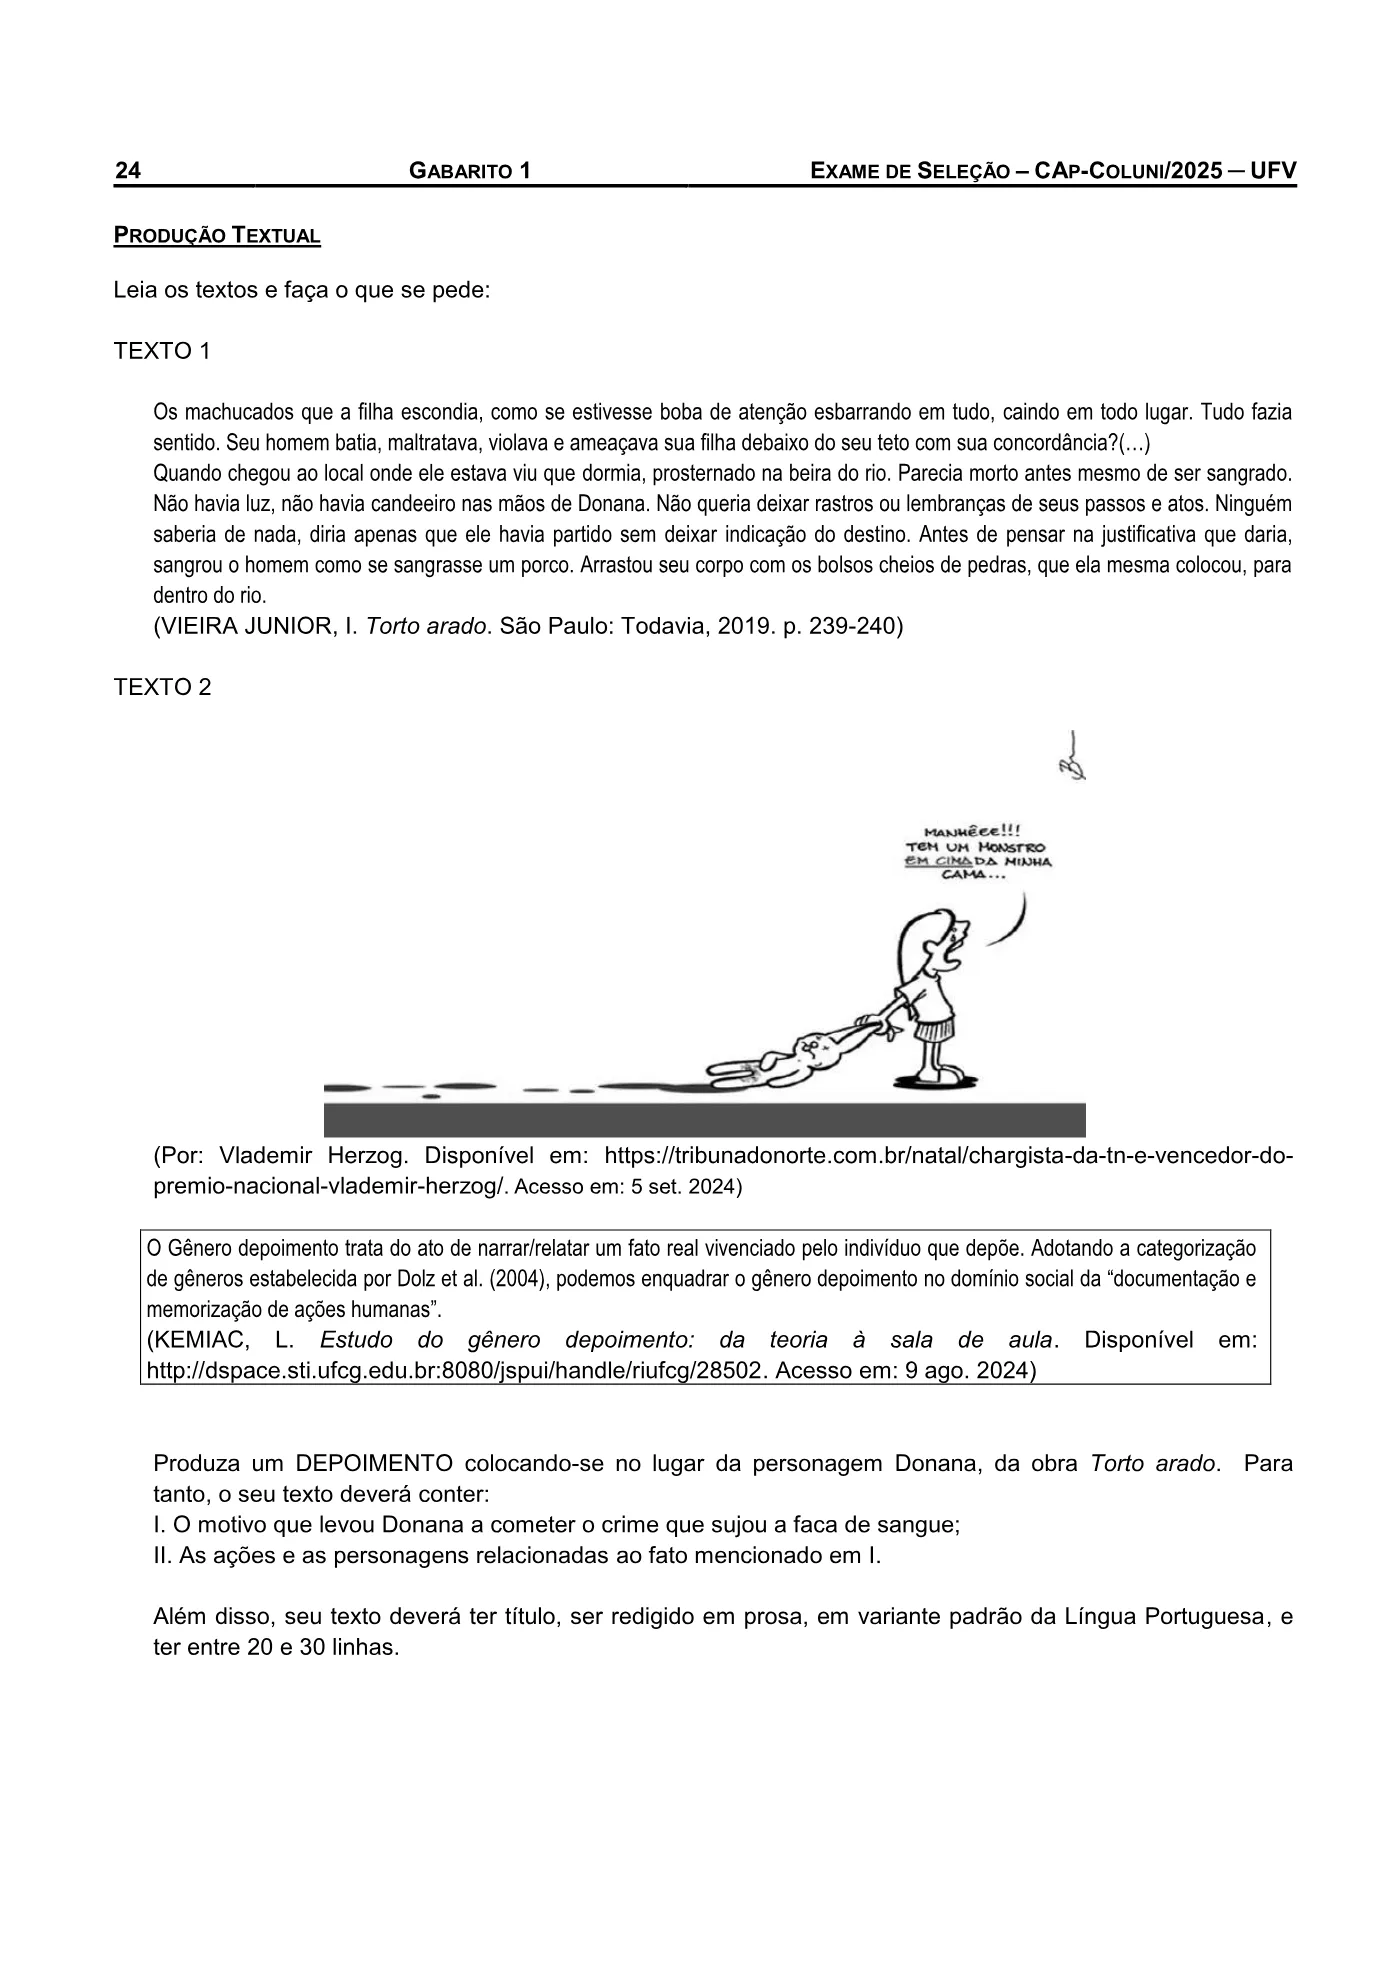 24 GABARITO 1 EXAME DE SELEÇÃO – CAP-COLUNI/2025 ─ UFV
PRODUÇÃO TEXTUAL
Leia os textos e faça o que se pede:
TEXTO 1
Os machucados que a filha escondia, como se estivesse boba de atenção esbarrando em tudo, caindo em todo lugar. Tudo fazia
sentido. Seu homem batia, maltratava, violava e ameaçava sua filha debaixo do seu teto com sua concordância?(…)
Quando chegou ao local onde ele estava viu que dormia, prosternado na beira do rio. Parecia morto antes mesmo de ser sangrado.
Não havia luz, não havia candeeiro nas mãos de Donana. Não queria deixar rastros ou lembranças de seus passos e atos. Ninguém
saberia de nada, diria apenas que ele havia partido sem deixar indicação do destino. Antes de pensar na justificativa que daria,
sangrou o homem como se sangrasse um porco. Arrastou seu corpo com os bolsos cheios de pedras, que ela mesma colocou, para
dentro do rio.
(VIEIRA JUNIOR, I. Torto arado. São Paulo: Todavia, 2019. p. 239-240)
TEXTO 2
MANHÊEE!!!
TEM UM MONSTRO
EM CIMA DA MINHA
CAMA...
(Por: Vlademir Herzog. Disponível em: https://tribunadonorte.com.br/natal/chargista-da-tn-e-vencedor-do-
premio-nacional-vlademir-herzog/. Acesso em: 5 set. 2024)
O Gênero depoimento trata do ato de narrar/relatar um fato real vivenciado pelo indivíduo que depõe. Adotando a categorização
de gêneros estabelecida por Dolz et al. (2004), podemos enquadrar o gênero depoimento no domínio social da “documentação e
memorização de ações humanas”.
(KEMIAC, L. Estudo do gênero depoimento: da teoria à sala de aula. Disponível em:
http://dspace.sti.ufcg.edu.br:8080/jspui/handle/riufcg/28502. Acesso em: 9 ago. 2024)
Produza um DEPOIMENTO colocando-se no lugar da personagem Donana, da obra Torto arado. Para
tanto, o seu texto deverá conter:
I. O motivo que levou Donana a cometer o crime que sujou a faca de sangue;
II. As ações e as personagens relacionadas ao fato mencionado em I.
Além disso, seu texto deverá ter título, ser redigido em prosa, em variante padrão da Língua Portuguesa, e
ter entre 20 e 30 linhas.